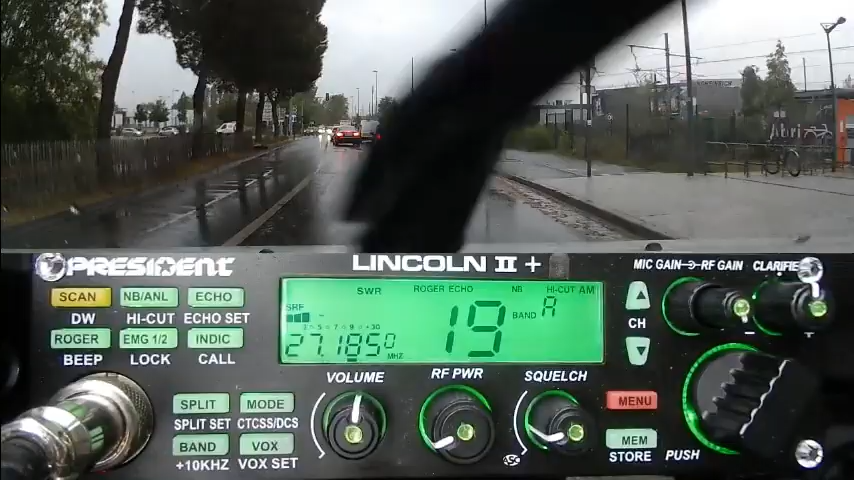 Abri
PRESIDENT
LINCOLN II +
MIC GAIN RF GAIN CLARIFIER
SCAN NB/ANL ECHO
DW HI-CUT ECHO SET
ROGER EMG 1/2 INDIC
BEEP LOCK CALL
SWR ROGER ECHO NB HI-CUT AM
SRF
19 BAND A
27.1850 MHZ
CH
VOLUME RF PWR SQUELCH
SPLIT MODE
SPLIT SET CTCSS/DCS
BAND VOX
+10KHZ VOX SET
ASC
MENU
MEM
STORE PUSH